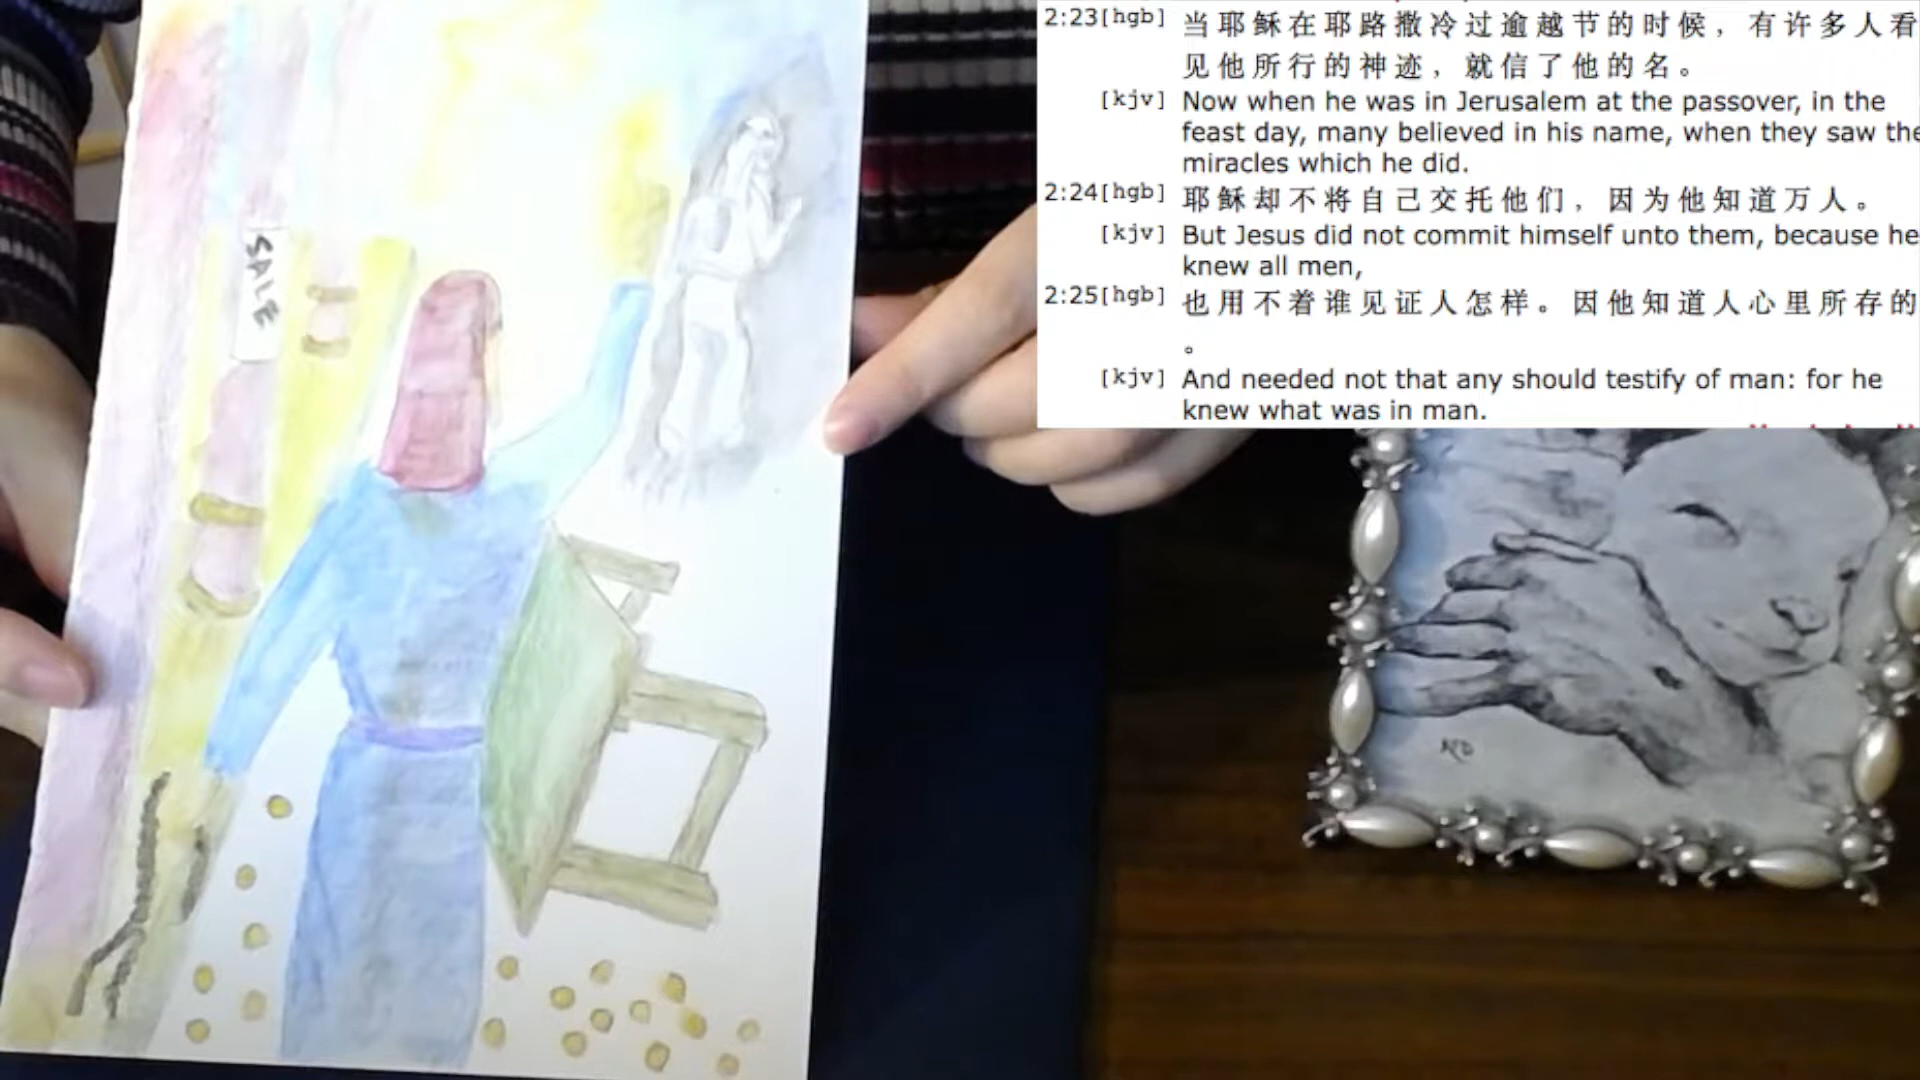 2:23[hgb] 当耶稣在耶路撒冷过逾越节的时候，有许多人看
见他所行的神迹，就信了他的名。
[kjv] Now when he was in Jerusalem at the passover, in the
feast day, many believed in his name, when they saw the
miracles which he did.
2:24[hgb] 耶稣却不将自己交托他们，因为他知道万人。
[kjv] But Jesus did not commit himself unto them, because he
knew all men,
2:25[hgb] 也用不着谁见证人怎样。因他知道人心里所存的
。
[kjv] And needed not that any should testify of man: for he
knew what was in man.
SALE